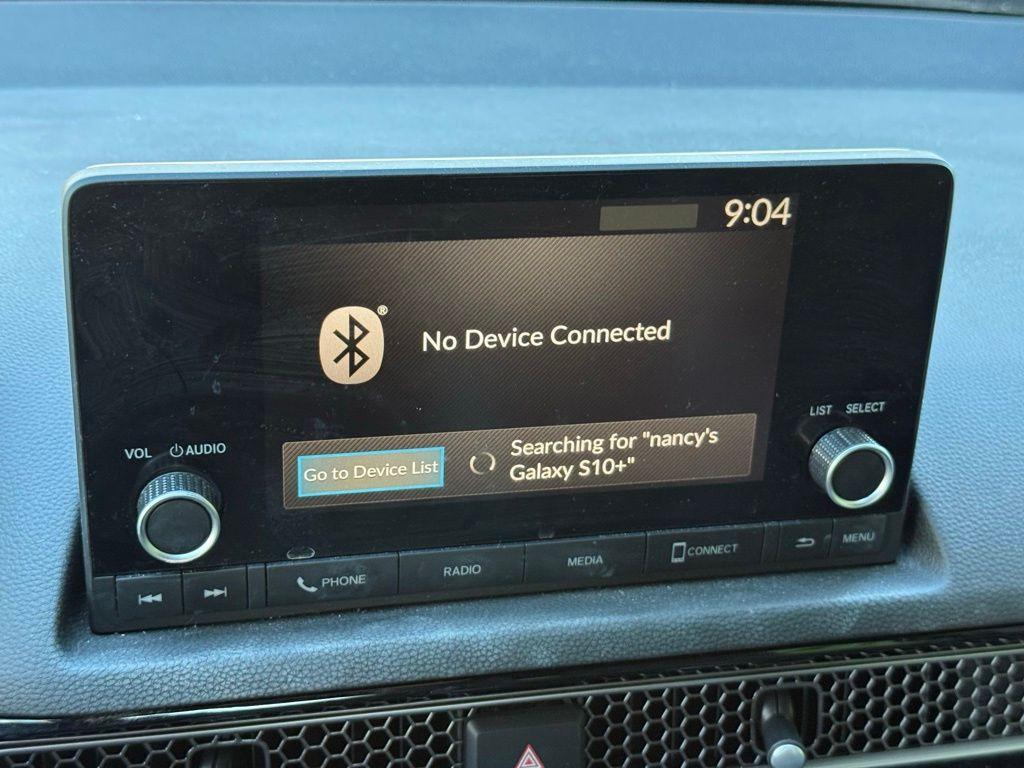 9:04
®
No Device Connected
LIST SELECT
VOL AUDIO
Go to Device List
Searching for "nancy's
Galaxy S10+"
PHONE
RADIO
MEDIA
CONNECT
MENU